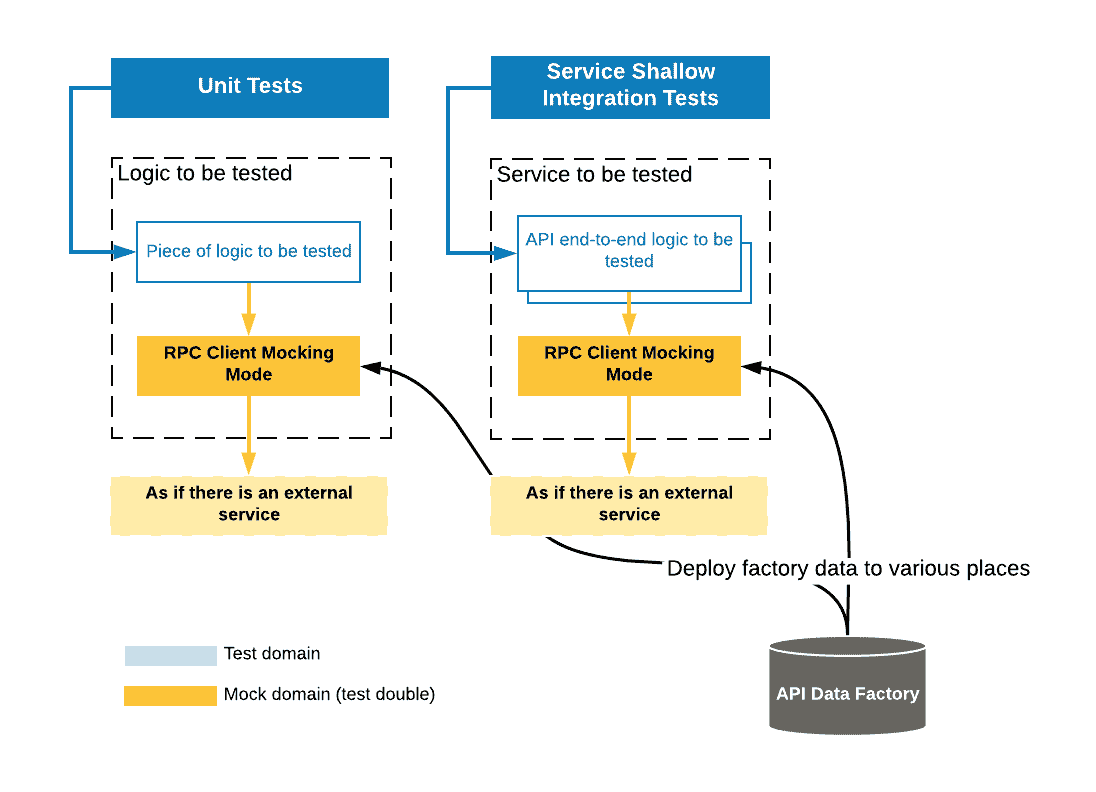 Unit Tests
Service Shallow
Integration Tests
Logic to be tested
Service to be tested
Piece of logic to be tested
API end-to-end logic to be
tested
RPC Client Mocking
Mode
RPC Client Mocking
Mode
As if there is an external
service
As if there is an external
service
Deploy factory data to various places
Test domain
Mock domain (test double)
API Data Factory